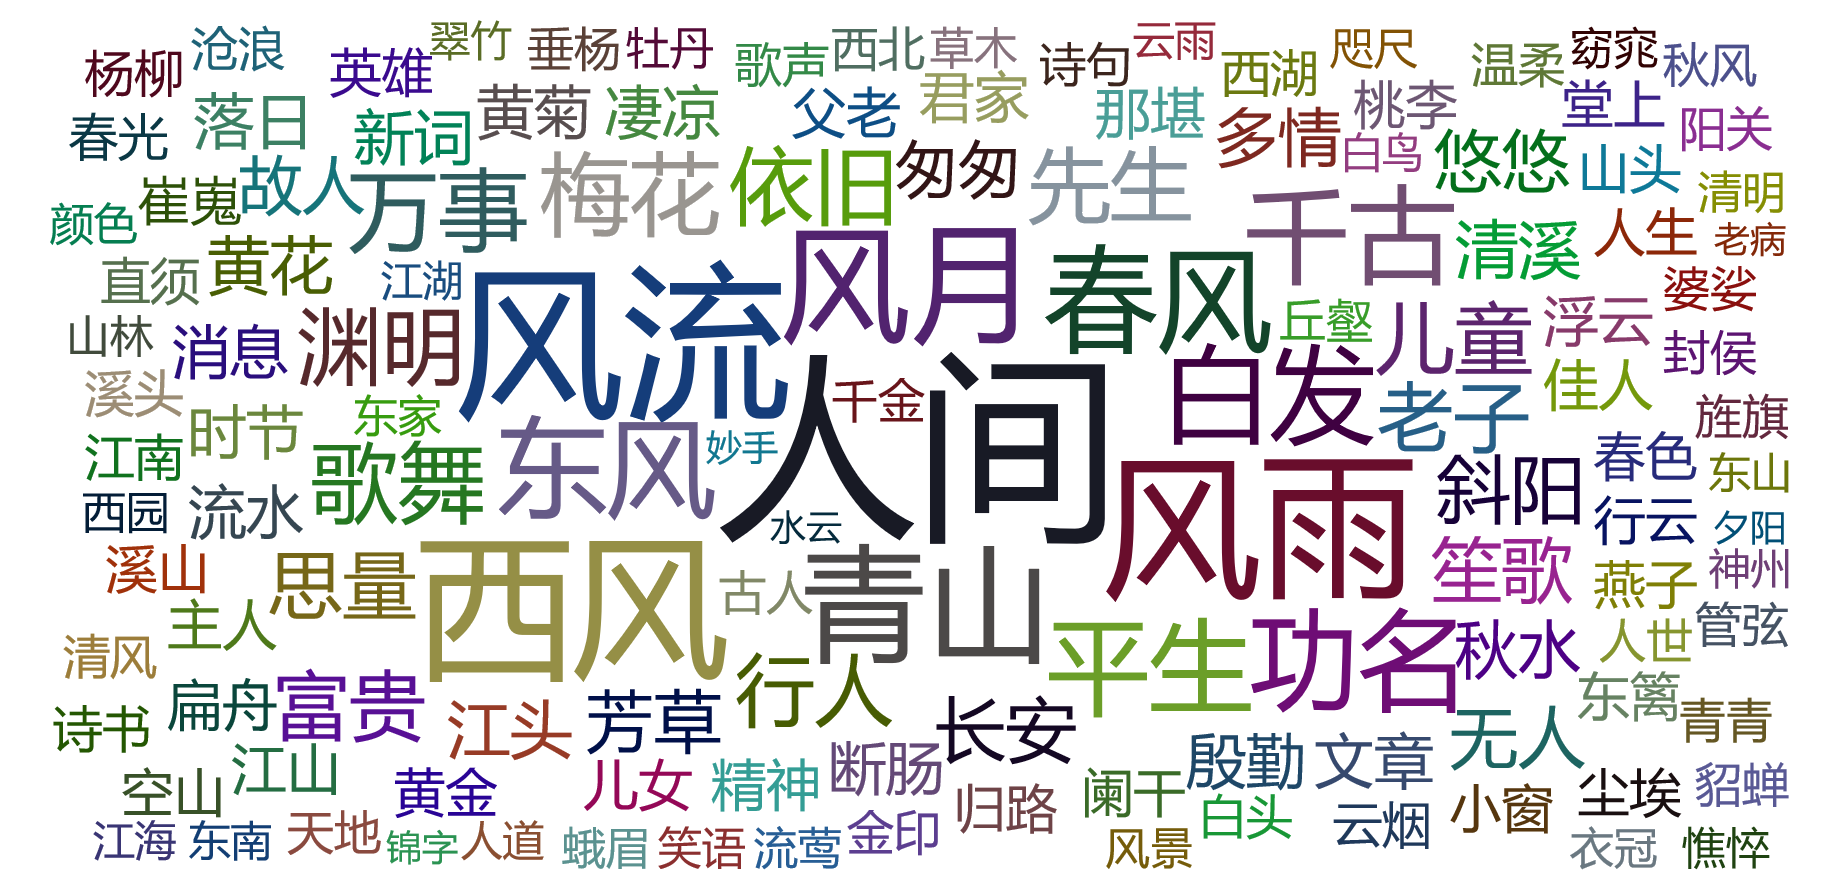 杨柳 沧浪 英雄 翠竹 垂杨 牡丹 歌声 西北 草木 诗句 云雨 西湖 咫尺 温柔 窈窕 秋风
春光 落日 新词 黄菊 凄凉 父老 君家 那堪 多情 桃李 堂上 阳关
颜色 崔嵬 故人 万事 梅花 依旧 匆匆 先生 千古 白鸟 悠悠 山头 清明
直须 黄花 江湖 风流 风月 春风 清溪 人生 老病
山林 消息 渊明 人间 白发 丘壑 儿童 浮云 婆娑 封侯
溪头 时节 东家 东风 妙手 千金 老子 佳人 旌旗
江南 歌舞 风雨 斜阳 春色 东山
西园 流水 西风 水云 行云 夕阳
溪山 思量 古人 青山 笙歌 燕子 神州
清风 主人 行人 平生 功名 秋水 人世 管弦
诗书 扁舟 富贵 江头 芳草 长安 无人 东篱 青青
空山 江山 黄金 儿女 精神 断肠 归路 阑干 殷勤 文章 小窗 尘埃 貂蝉
江海 东南 天地 锦字 人道 蛾眉 笑语 流莺 金印 风景 白头 云烟 衣冠 憔悴